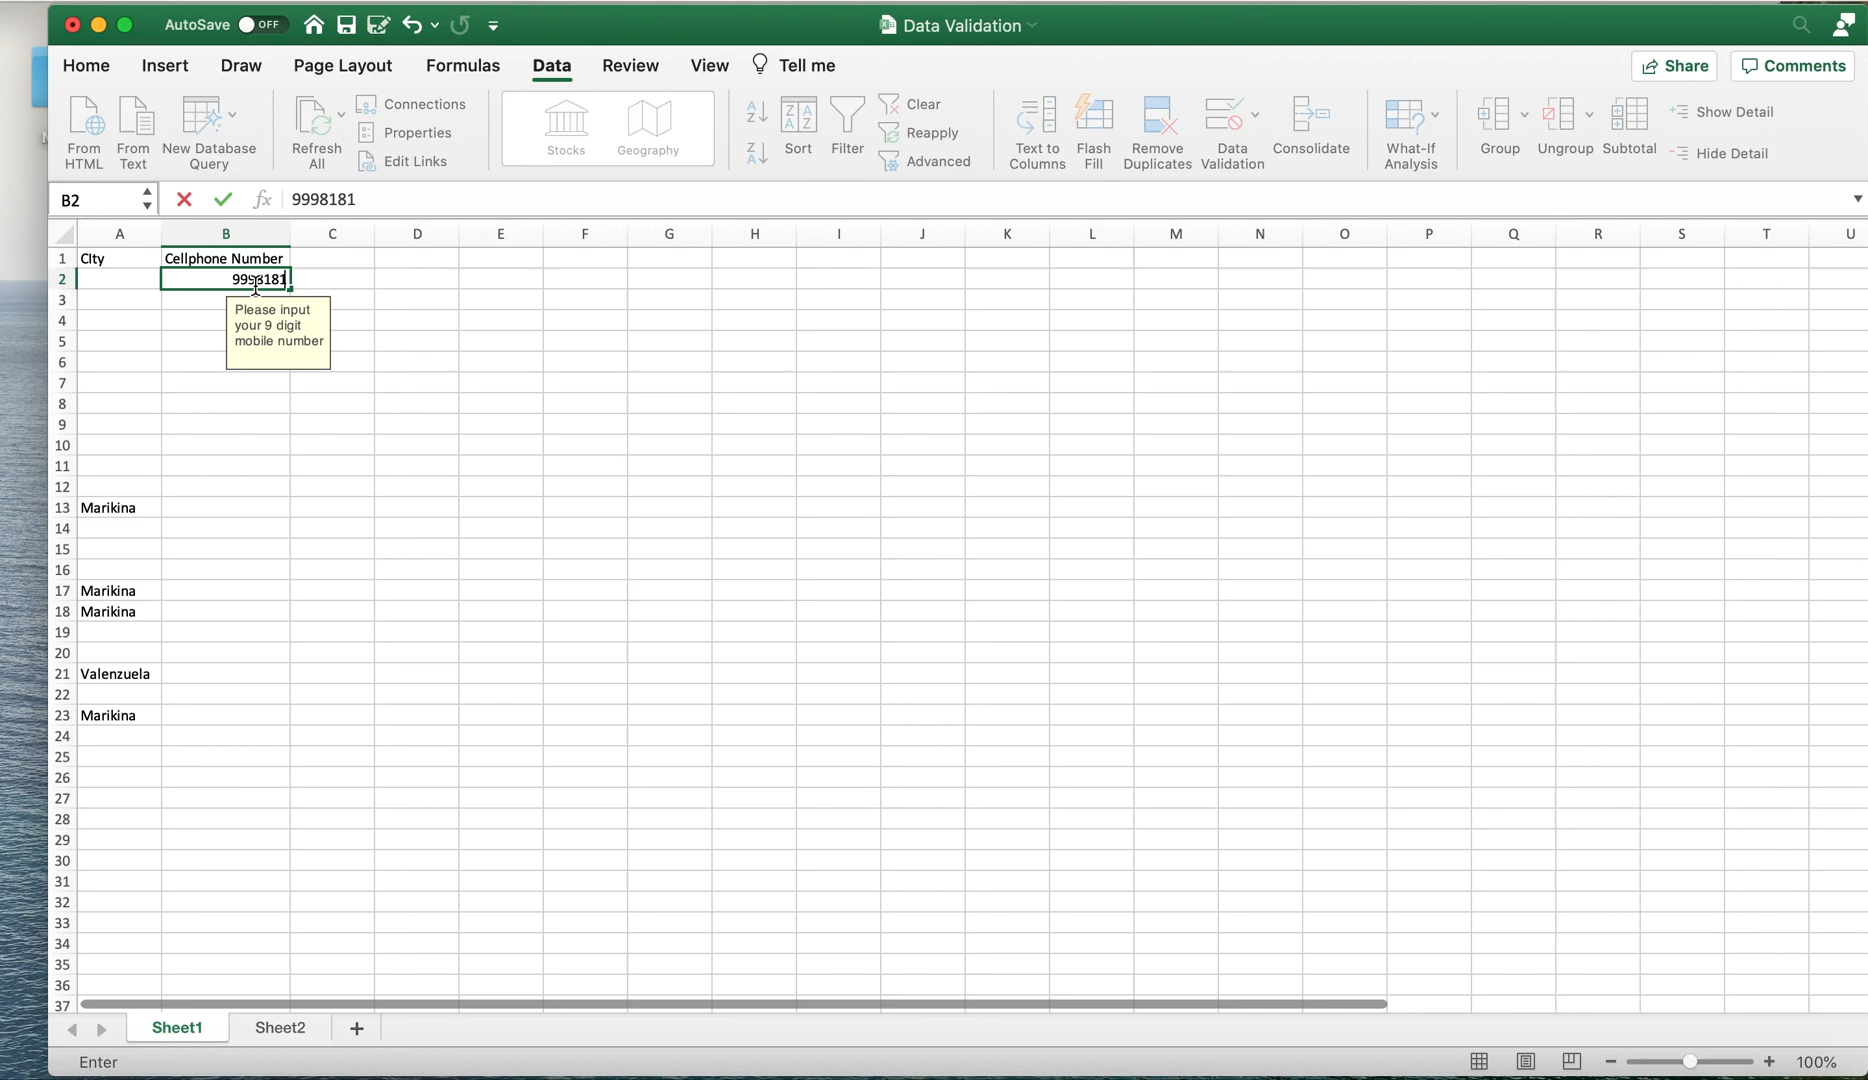 AutoSave OFF Data Validation
Home Insert Draw Page Layout Formulas Data Review View Tell me Share Comments
From HTML
From Text
New Database Query
Refresh All
Connections
Properties
Edit Links
Stocks
Geography
Sort
Filter
Clear
Reapply
Advanced
Text to Columns
Flash Fill
Remove Duplicates
Data Validation
Consolidate
What-If Analysis
Group
Ungroup
Subtotal
Show Detail
Hide Detail
B2 fx 9998181
A B C D E F G H I J K L M N O P Q R S T U
1 CIty Cellphone Number
2 9998181
3
Please input
your 9 digit
mobile number
4
5
6
7
8
9
10
11
12
13 Marikina
14
15
16
17 Marikina
18 Marikina
19
20
21 Valenzuela
22
23 Marikina
24
25
26
27
28
29
30
31
32
33
34
35
36
37
Sheet1 Sheet2
Enter 100%